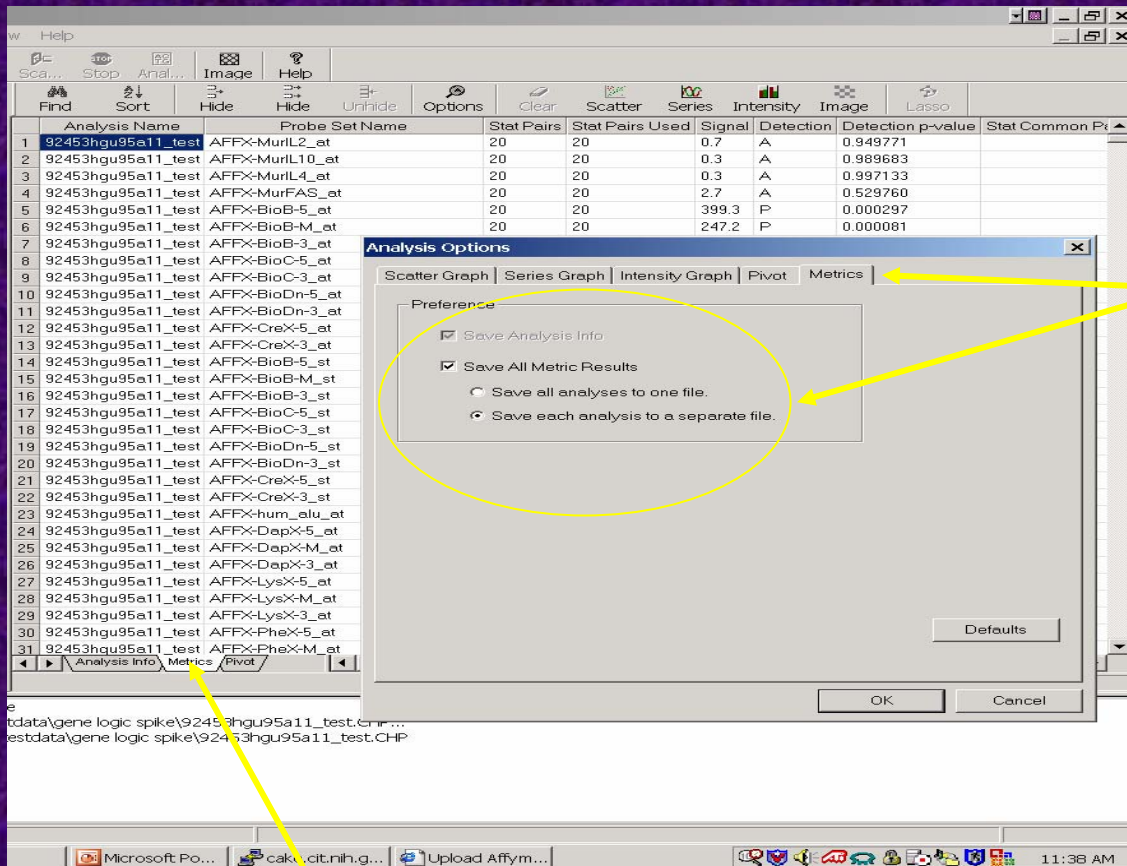 w Help
Sca... Stop Anal... Image Help
Find Sort Hide Hide Unhide Options Clear Scatter Series Intensity Image Lasso
Analysis Name Probe Set Name Stat Pairs Stat Pairs Used Signal Detection Detection p-value Stat Common Pa
1 92453hgu95a11_test AFFX-MurIL2_at 20 20 0.7 A 0.949771
2 92453hgu95a11_test AFFX-MurIL10_at 20 20 0.3 A 0.989683
3 92453hgu95a11_test AFFX-MurIL4_at 20 20 0.3 A 0.997133
4 92453hgu95a11_test AFFX-MurFAS_at 20 20 2.7 A 0.529760
5 92453hgu95a11_test AFFX-BioB-5_at 20 20 399.3 P 0.000297
6 92453hgu95a11_test AFFX-BioB-M_at 20 20 247.2 P 0.000081
7 92453hgu95a11_test AFFX-BioB-3_at
8 92453hgu95a11_test AFFX-BioC-5_at
9 92453hgu95a11_test AFFX-BioC-3_at
10 92453hgu95a11_test AFFX-BioDn-5_at
11 92453hgu95a11_test AFFX-BioDn-3_at
12 92453hgu95a11_test AFFX-CreX-5_at
13 92453hgu95a11_test AFFX-CreX-3_at
14 92453hgu95a11_test AFFX-BioB-5_st
15 92453hgu95a11_test AFFX-BioB-M_st
16 92453hgu95a11_test AFFX-BioB-3_st
17 92453hgu95a11_test AFFX-BioC-5_st
18 92453hgu95a11_test AFFX-BioC-3_st
19 92453hgu95a11_test AFFX-BioDn-5_st
20 92453hgu95a11_test AFFX-BioDn-3_st
21 92453hgu95a11_test AFFX-CreX-5_st
22 92453hgu95a11_test AFFX-CreX-3_st
23 92453hgu95a11_test AFFX-hum_alu_at
24 92453hgu95a11_test AFFX-DapX-5_at
25 92453hgu95a11_test AFFX-DapX-M_at
26 92453hgu95a11_test AFFX-DapX-3_at
27 92453hgu95a11_test AFFX-LysX-5_at
28 92453hgu95a11_test AFFX-LysX-M_at
29 92453hgu95a11_test AFFX-LysX-3_at
30 92453hgu95a11_test AFFX-PheX-5_at
31 92453hgu95a11_test AFFX-PheX-M_at
Analysis Info Metrics Pivot
Analysis Options
Scatter Graph Series Graph Intensity Graph Pivot Metrics
Preference
Save Analysis Info
Save All Metric Results
Save all analyses to one file.
Save each analysis to a separate file.
Defaults
OK Cancel
e
tdata\gene logic spike\92453hgu95a11_test.CHP...
estdata\gene logic spike\92453hgu95a11_test.CHP
Microsoft Po... cake.cit.nih.g... Upload Affym... 11:38 AM